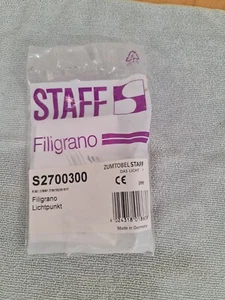 STAFF
Filigrano
S2700300
ZUMTOBEL STAFF
DAS LICHT
CE
Filigrano
Lichtpunkt
Made in Germany